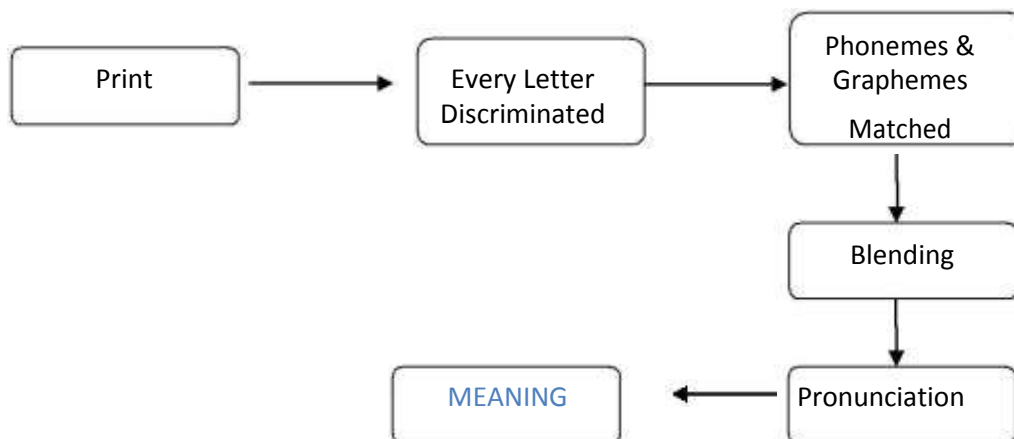 Print
Every Letter
Discriminated
Phonemes &
Graphemes
Matched
Blending
Pronunciation
MEANING